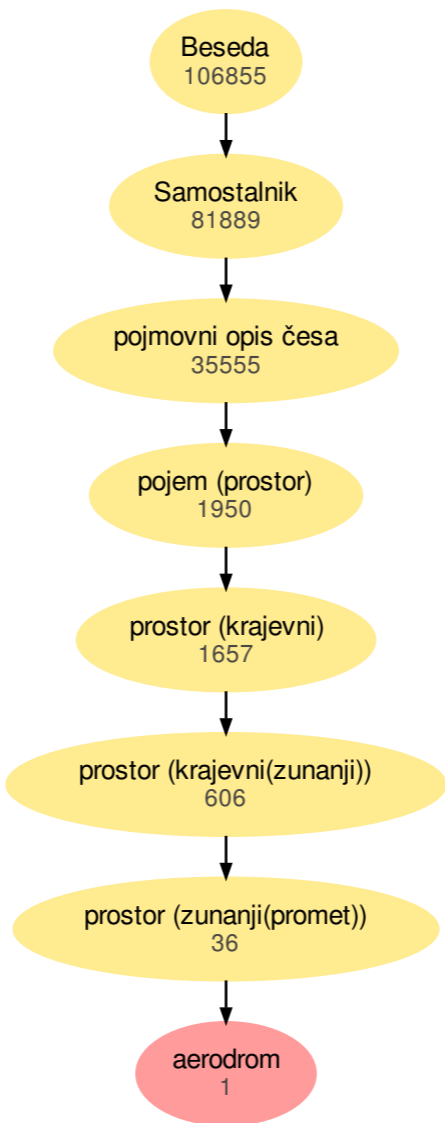 Beseda
106855
Samostalnik
81889
pojmovni opis česa
35555
pojem (prostor)
1950
prostor (krajevni)
1657
prostor (krajevni(zunanji))
606
prostor (zunanji(promet))
36
aerodrom
1